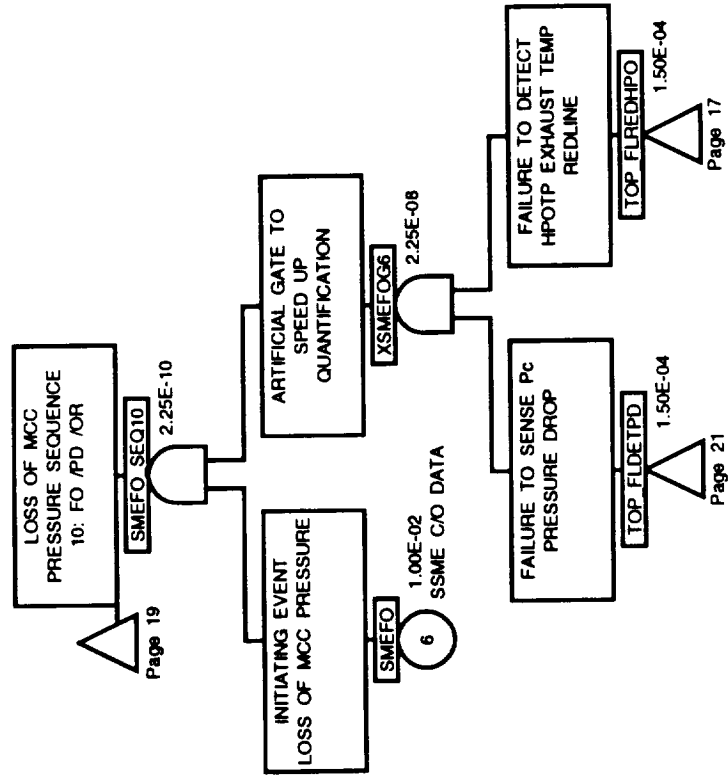 LOSS OF MCC
PRESSURE SEQUENCE
10: FO /PD /OR
SMEFO SEQ10
2.25E-10
Page 19
INITIATING EVENT
LOSS OF MCC PRESSURE
SMEFO
1.00E-02
SSME C/O DATA
6
ARTIFICIAL GATE TO
SPEED UP
QUANTIFICATION
XSMEFOG6
2.25E-08
FAILURE TO SENSE Pc
PRESSURE DROP
TOP FLDETPD
1.50E-04
Page 21
FAILURE TO DETECT
HPOTP EXHAUST TEMP
REDLINE
TOP FLREDHPO
1.50E-04
Page 17